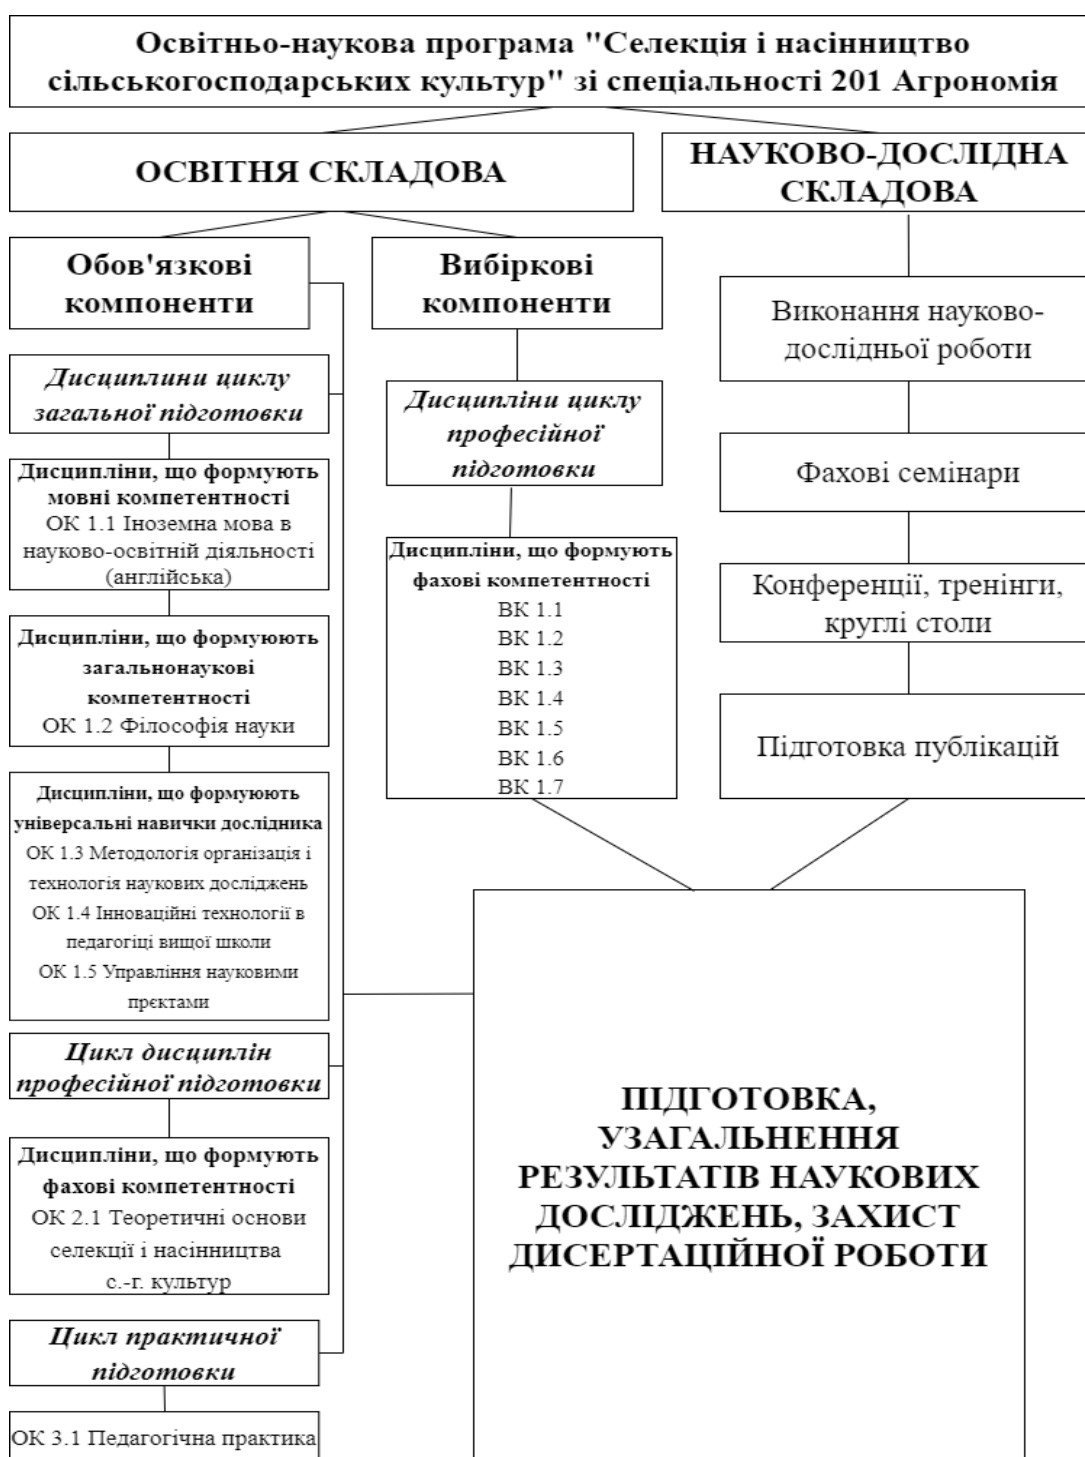 Освітньо-наукова програма "Селекція і насінництво
сільськогосподарських культур" зі спеціальності 201 Агрономія
ОСВІТНЯ СКЛАДОВА
НАУКОВО-ДОСЛІДНА
СКЛАДОВА
Обов'язкові
компоненти
Вибіркові
компоненти
Дисциплини циклу
загальної підготовки
Дисципліни, що формують
мовні компетентності
ОК 1.1 Іноземна мова в
науково-освітній діяльності
(англійська)
Дисципліни, що формуюють
загальнонаукові
компетентності
ОК 1.2 Філософія науки
Дисципліни, що формуюють
універсальні навички дослідника
ОК 1.3 Методологія організація і
технологія наукових досліджень
ОК 1.4 Інноваційні технології в
педагогіці вищої школи
ОК 1.5 Управління науковими
прєктами
Цикл дисциплін
професійної підготовки
Дисципліни, що формують
фахові компетентності
ОК 2.1 Теоретичні основи
селекції і насінництва
с.-г. культур
Цикл практичної
підготовки
ОК 3.1 Педагогічна практика
Дисципліни циклу
професійної
підготовки
Дисципліни, що формують
фахові компетентності
ВК 1.1
ВК 1.2
ВК 1.3
ВК 1.4
ВК 1.5
ВК 1.6
ВК 1.7
Виконання науково-
дослідньої роботи
Фахові семінари
Конференції, тренінги,
круглі столи
Підготовка публікацій
ПІДГОТОВКА,
УЗАГАЛЬНЕННЯ
РЕЗУЛЬТАТІВ НАУКОВИХ
ДОСЛІДЖЕНЬ, ЗАХИСТ
ДИСЕРТАЦІЙНОЇ РОБОТИ